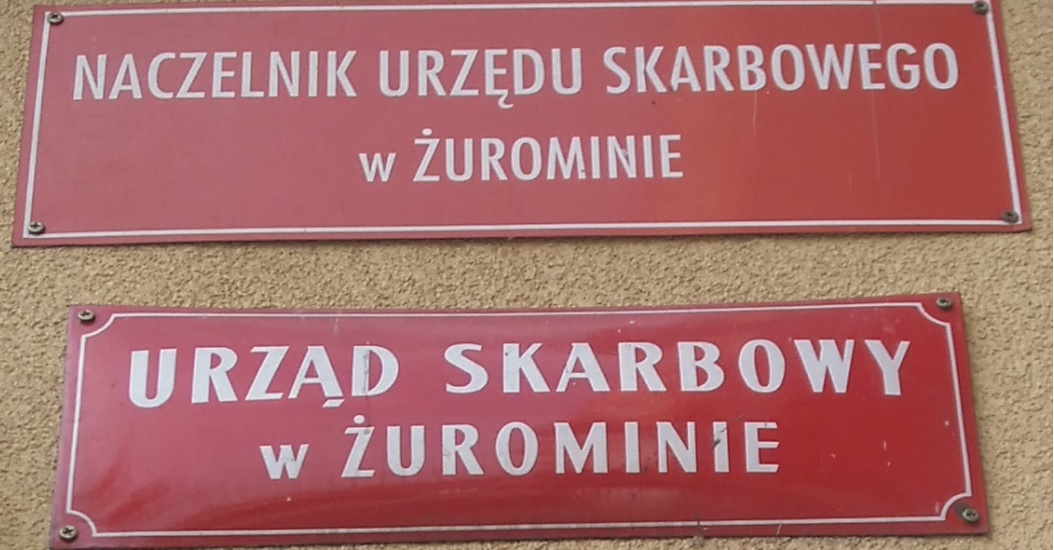 NACZELNIK URZĘDU SKARBOWEGO
w ŻUROMINIE
URZĄD SKARBOWY
w ŻUROMINIE